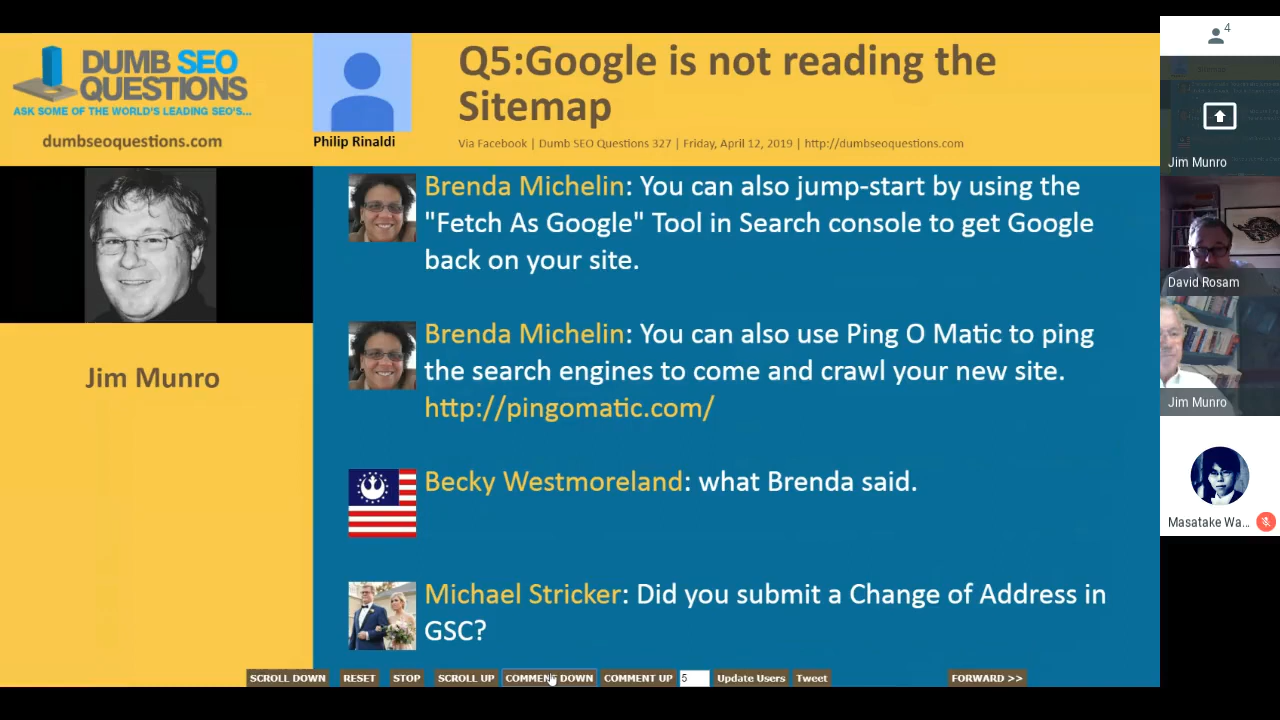 DUMB SEO
QUESTIONS
ASK SOME OF THE WORLD'S LEADING SEO'S...
dumbseoquestions.com
Philip Rinaldi
Q5:Google is not reading the
Sitemap
Via Facebook | Dumb SEO Questions 327 | Friday, April 12, 2019 | http://dumbseoquestions.com
Jim Munro
Brenda Michelin: You can also jump-start by using the
"Fetch As Google" Tool in Search console to get Google
back on your site.
Brenda Michelin: You can also use Ping O Matic to ping
the search engines to come and crawl your new site.
http://pingomatic.com/
Becky Westmoreland: what Brenda said.
Michael Stricker: Did you submit a Change of Address in
GSC?
SCROLL DOWN RESET STOP SCROLL UP COMMENT DOWN COMMENT UP 5 Update Users Tweet FORWARD >>
4
Jim Munro
David Rosam
Jim Munro
Masatake Wa...